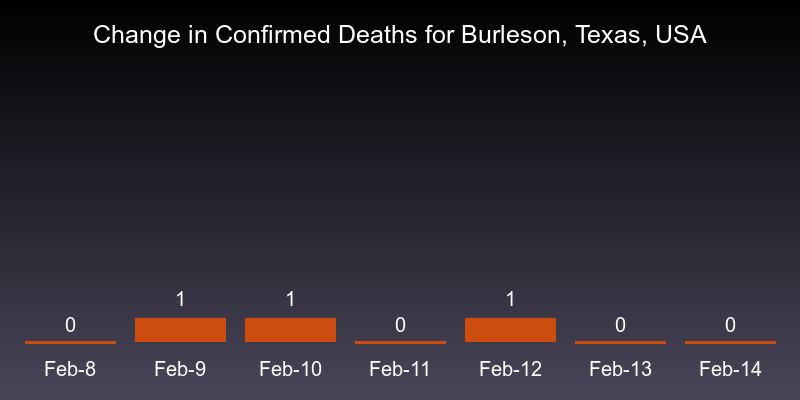 Change in Confirmed Deaths for Burleson, Texas, USA
0 1 1 0 1 0 0
Feb-8 Feb-9 Feb-10 Feb-11 Feb-12 Feb-13 Feb-14